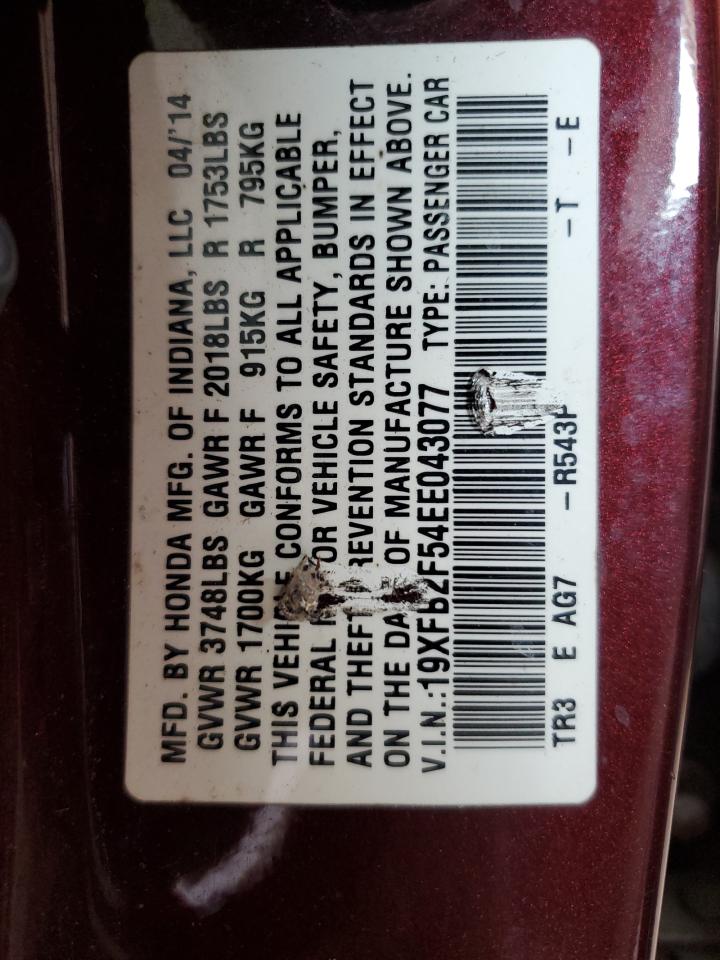 MFD. BY HONDA MFG. OF INDIANA, LLC 04/'14
GVWR 3748LBS GAWR F 2018LBS R 1753LBS
GVWR 1700KG GAWR F 915KG R 795KG
THIS CONFORMS TO ALL APPLICABLE
FEDERAL OR VEHICLE SAFETY, BUMPER,
AND THEFT REVENTION STANDARDS IN EFFECT
ON THE DA OF MANUFACTURE SHOWN ABOVE.
V.I.N.:19XFB2F54EE043077 TYPE: PASSENGER CAR
TR3 E AG7 -R543P -T -E